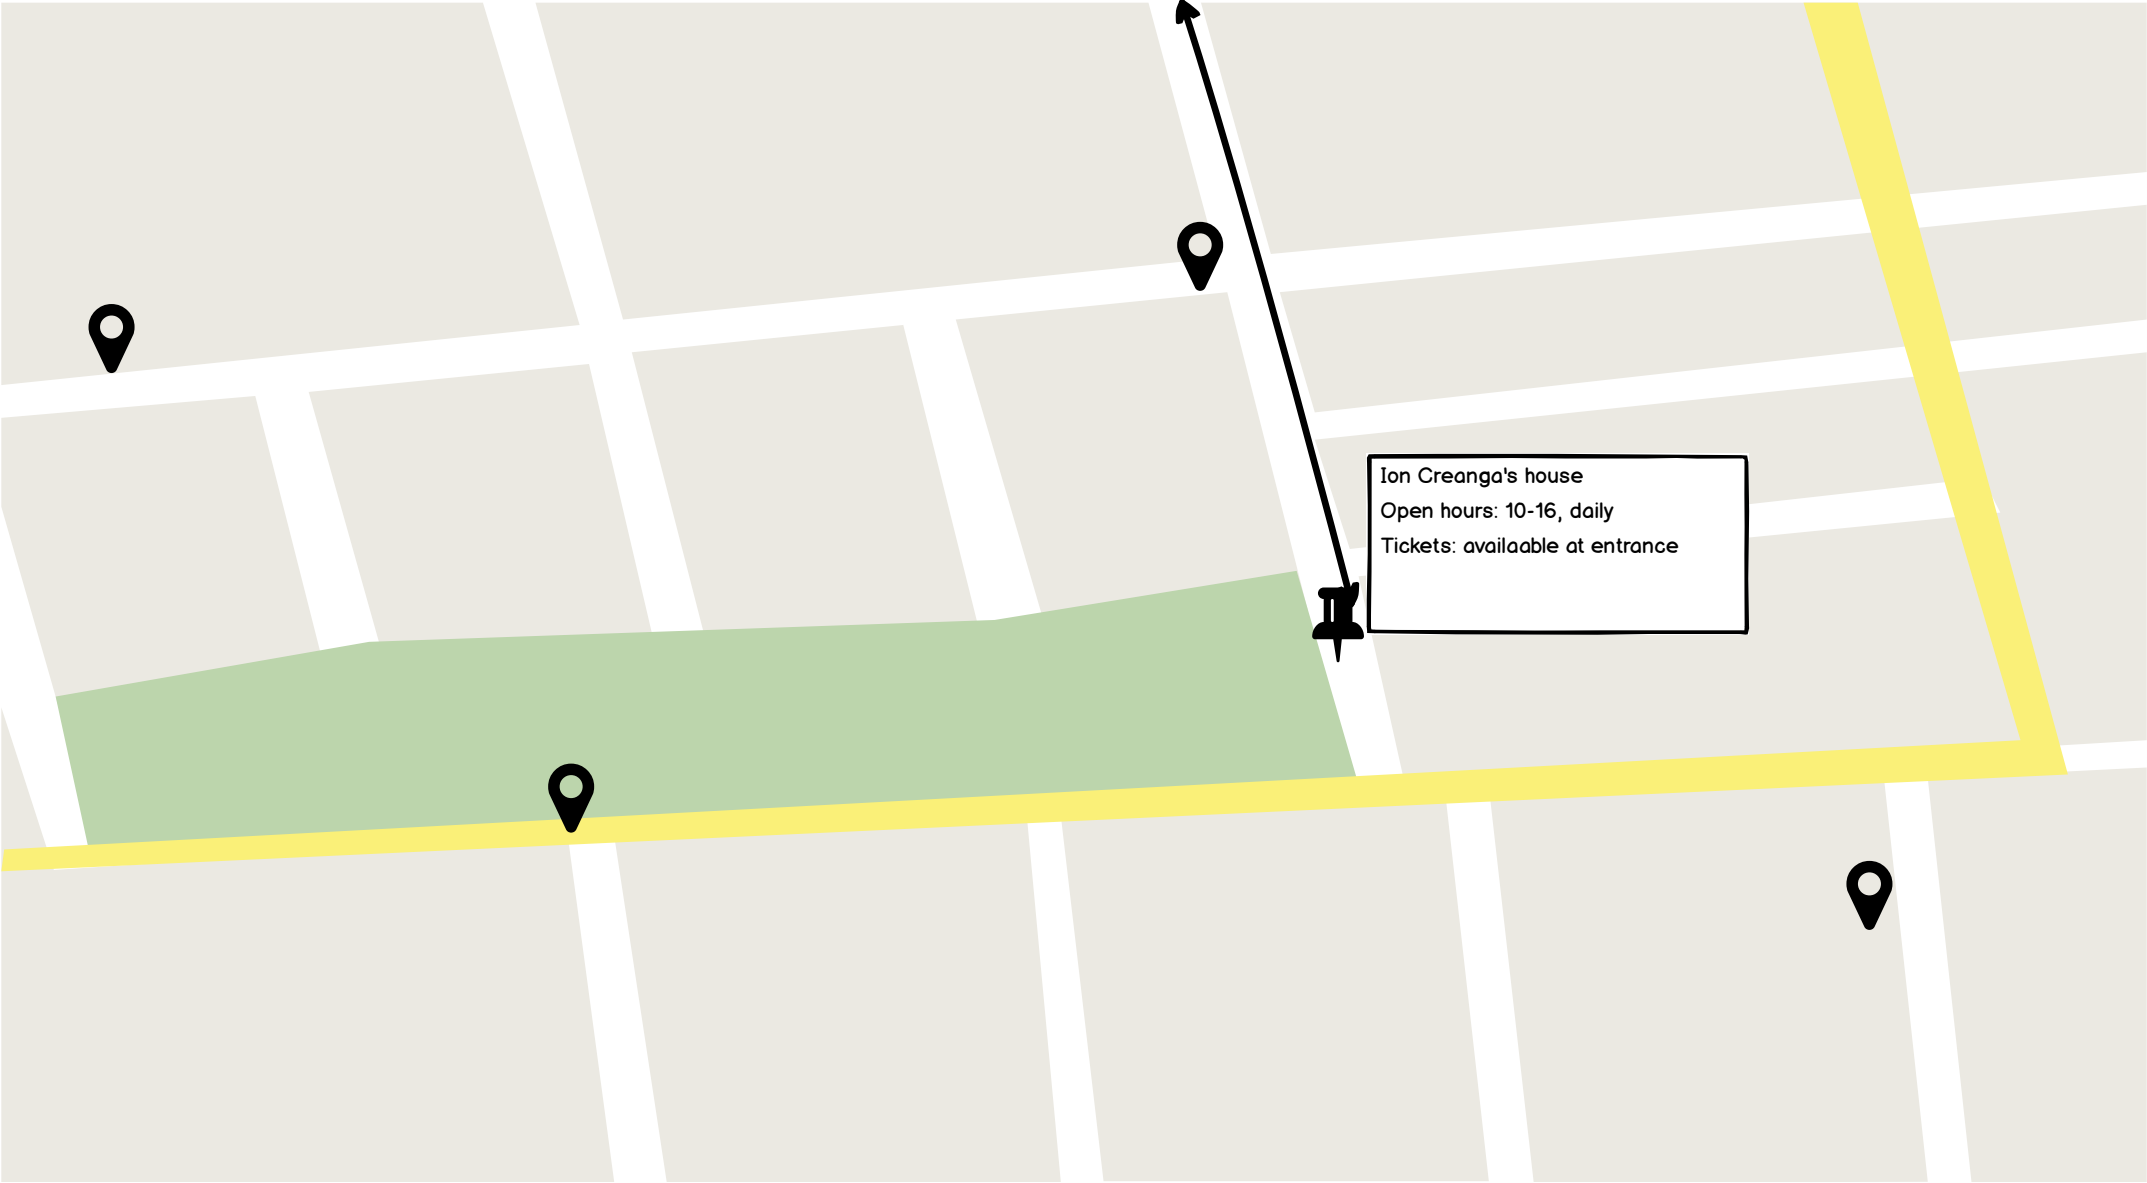 Ion Creanga's house
Open hours: 10-16, daily
Tickets: availaable at entrance